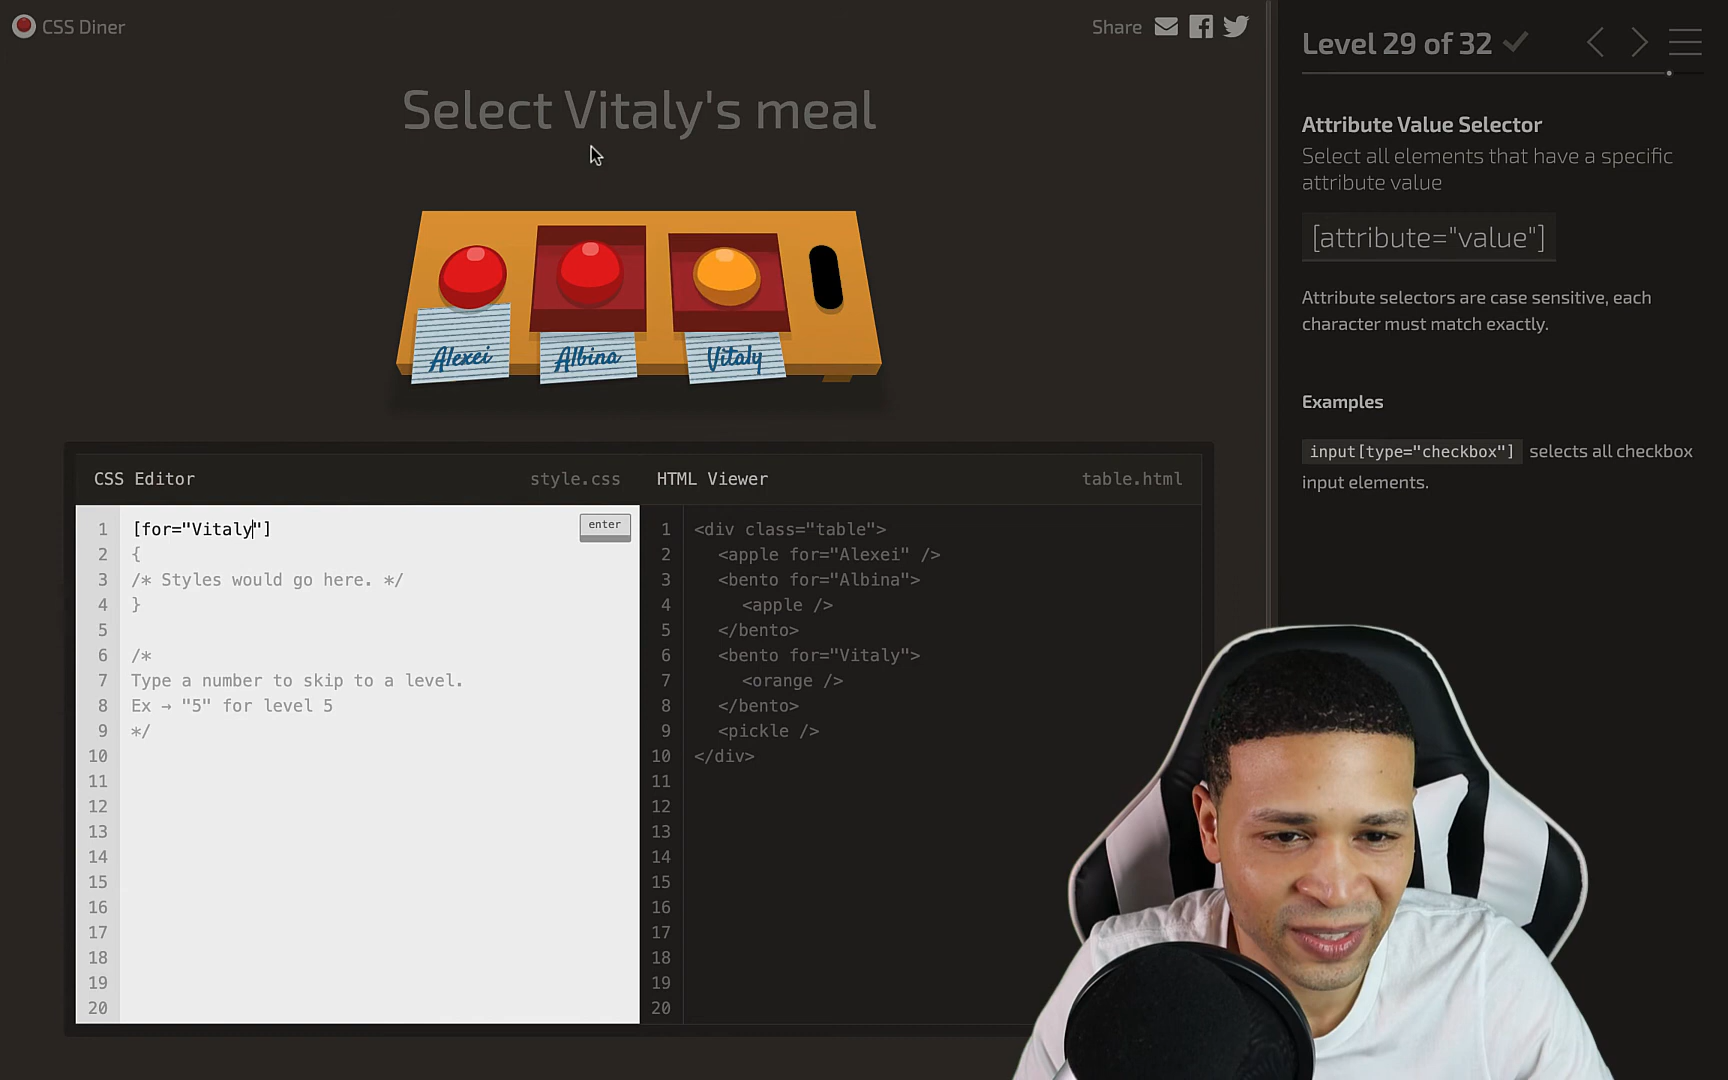 CSS Diner
Share
Level 29 of 32
Select Vitaly's meal
Attribute Value Selector
Select all elements that have a specific
attribute value
[attribute="value"]
Attribute selectors are case sensitive, each
character must match exactly.
Examples
input[type="checkbox"] selects all checkbox
input elements.
Alexei
Albina
Vitaly
CSS Editor
style.css
1 [for="Vitaly"]
enter
2 {
3 /* Styles would go here. */
4 }
5
6 /*
7 Type a number to skip to a level.
8 Ex → "5" for level 5
9 */
10
11
12
13
14
15
16
17
18
19
20
HTML Viewer
table.html
1 <div class="table">
2 <apple for="Alexei" />
3 <bento for="Albina">
4 <apple />
5 </bento>
6 <bento for="Vitaly">
7 <orange />
8 </bento>
9 <pickle />
10 </div>
11
12
13
14
15
16
17
18
19
20